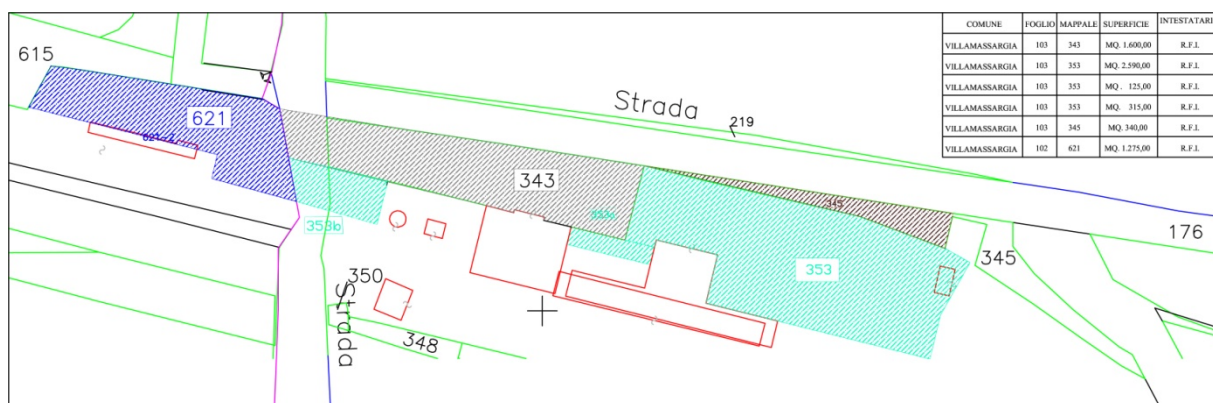 COMUNE FOGLIO MAPPALE SUPERFICIE INTESTATARI
VILLAMASSARGIA 103 343 MQ. 1.600,00 R.F.I.
VILLAMASSARGIA 103 353 MQ. 2.590,00 R.F.I.
VILLAMASSARGIA 103 353 MQ . 125,00 R.F.I.
VILLAMASSARGIA 103 353 MQ. 315,00 R.F.I.
VILLAMASSARGIA 103 345 MQ. 340,00 R.F.I.
VILLAMASSARGIA 102 621 MQ. 1.275,00 R.F.I.
615
Strada
219
621
343
345
353a
353b
176
345
353
350
Strada
348